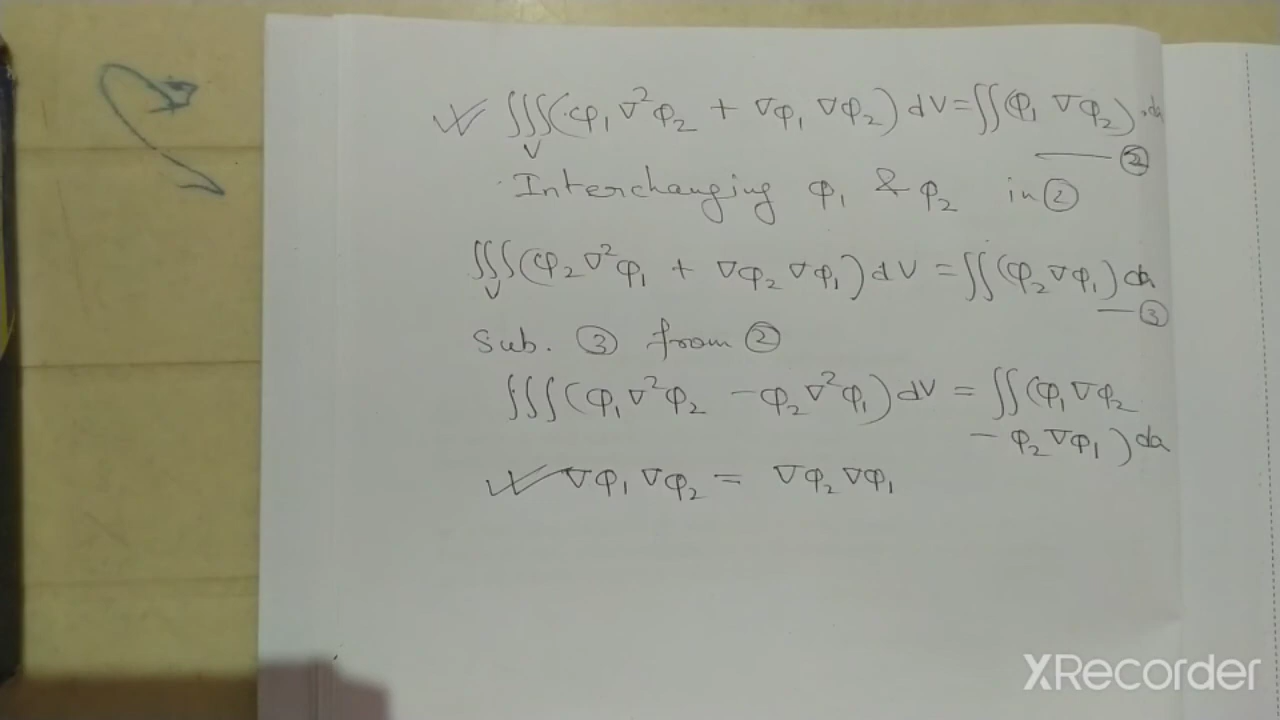 ∭(φ₁∇²φ₂ + ∇φ₁ ∇φ₂) dV = ∬(φ₁ ∇φ₂).da
V
— ②
Interchanging φ₁ & φ₂ in ②
∭(φ₂∇²φ₁ + ∇φ₂ ∇φ₁) dV = ∬(φ₂∇φ₁) da
V
— ③
Sub. ③ from ②
∭(φ₁∇²φ₂ - φ₂∇²φ₁) dV = ∬(φ₁∇φ₂
- φ₂∇φ₁) da
∇φ₁ ∇φ₂ = ∇φ₂ ∇φ₁
XRecorder